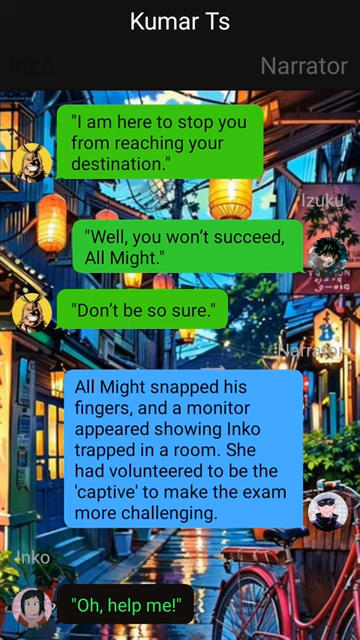 Kumar Ts
Inko
Narrator
"I am here to stop you
from reaching your
destination."
Izuku
"Well, you won’t succeed,
All Might."
"Don’t be so sure."
Narrator
All Might snapped his
fingers, and a monitor
appeared showing Inko
trapped in a room. She
had volunteered to be the
'captive' to make the exam
more challenging.
Inko
"Oh, help me!"